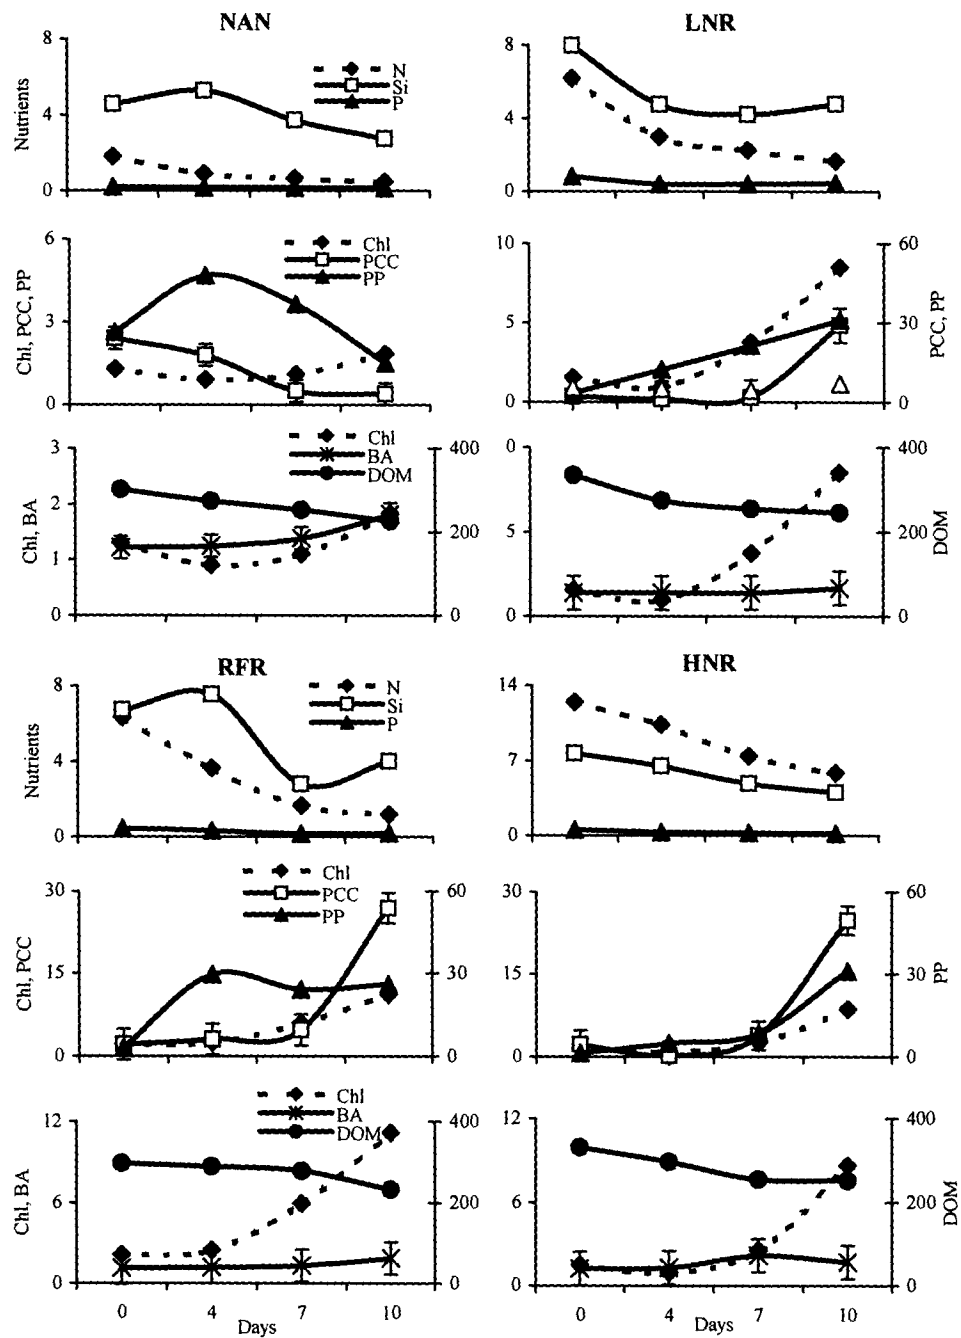 NAN
LNR
8
4
0
Nutrients
N
Si
P
8
4
0
6
3
0
Chl, PCC, PP
Chl
PCC
PP
10
5
0
60
30
0
PCC, PP
3
2
1
0
Chl, BA
Chl
BA
DOM
400
200
0
0
5
0
400
200
0
DOM
RFR
HNR
8
4
0
Nutrients
N
Si
P
14
7
0
30
15
0
Chl, PCC
Chl
PCC
PP
60
30
0
30
15
0
60
30
0
PP
12
6
0
Chl, BA
Chl
BA
DOM
400
200
0
12
6
0
400
200
0
DOM
0 4 7 10
Days
0 4 7 10
Days